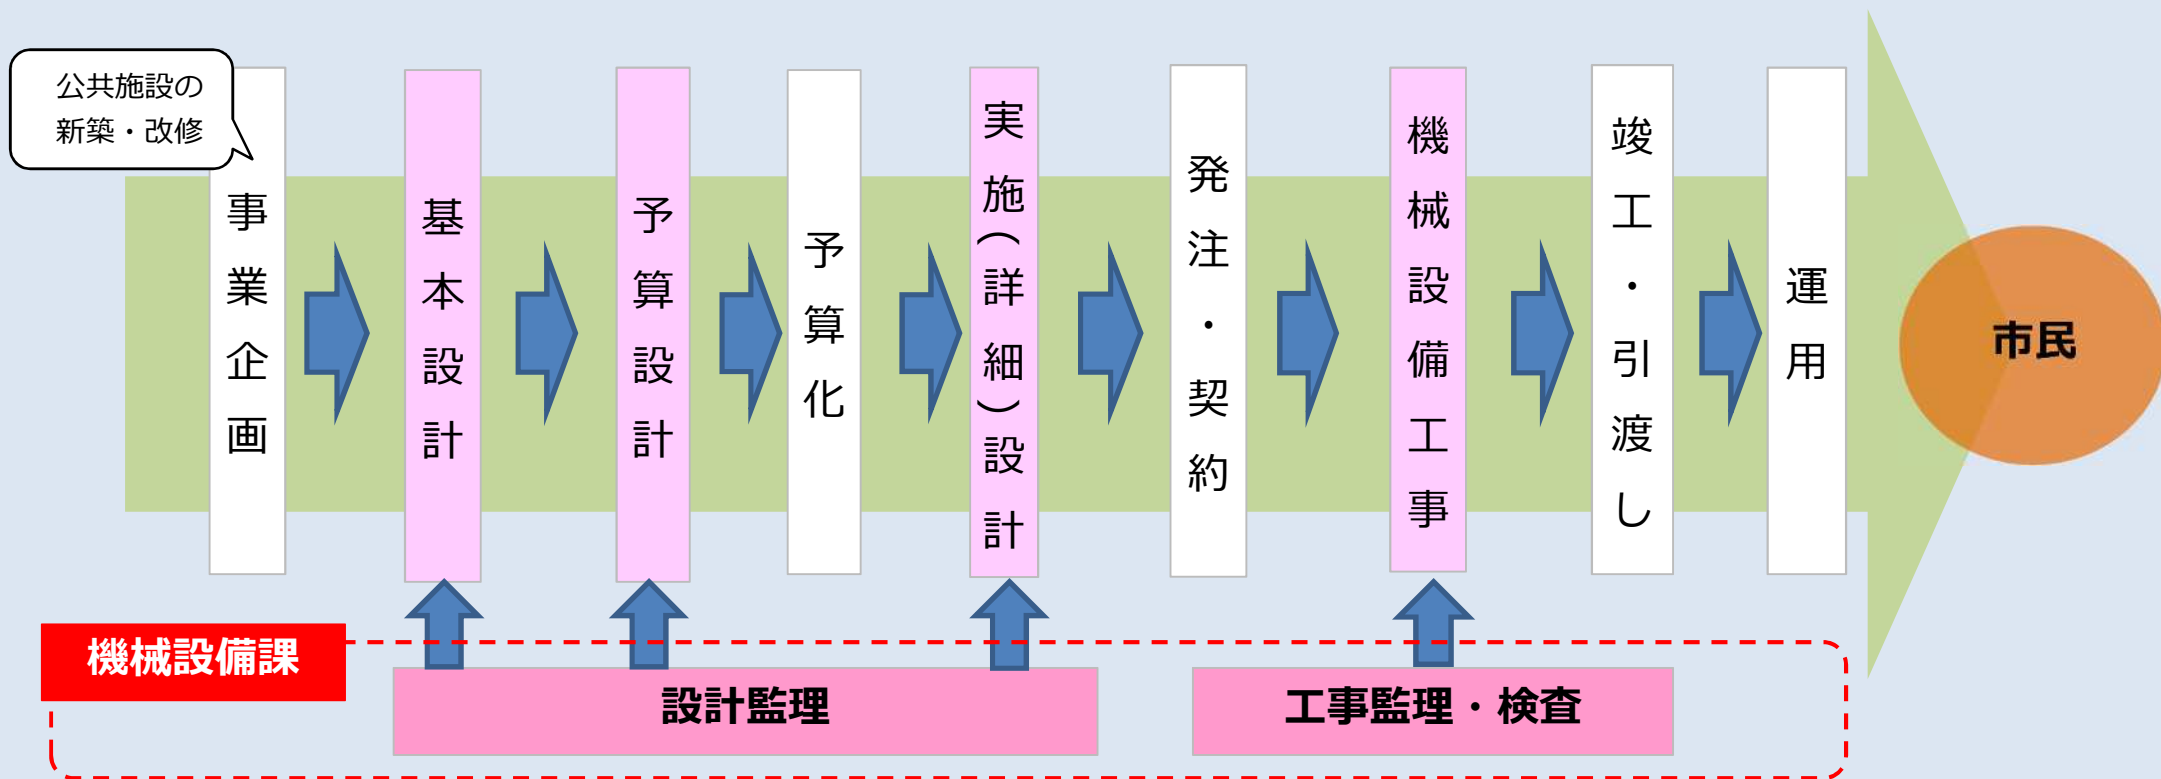 公共施設の
新築・改修
事業企画
基本設計
予算設計
予算化
実施（詳細）設計
発注・契約
機械設備工事
竣工・引渡し
運用
市民
機械設備課
設計監理
工事監理・検査